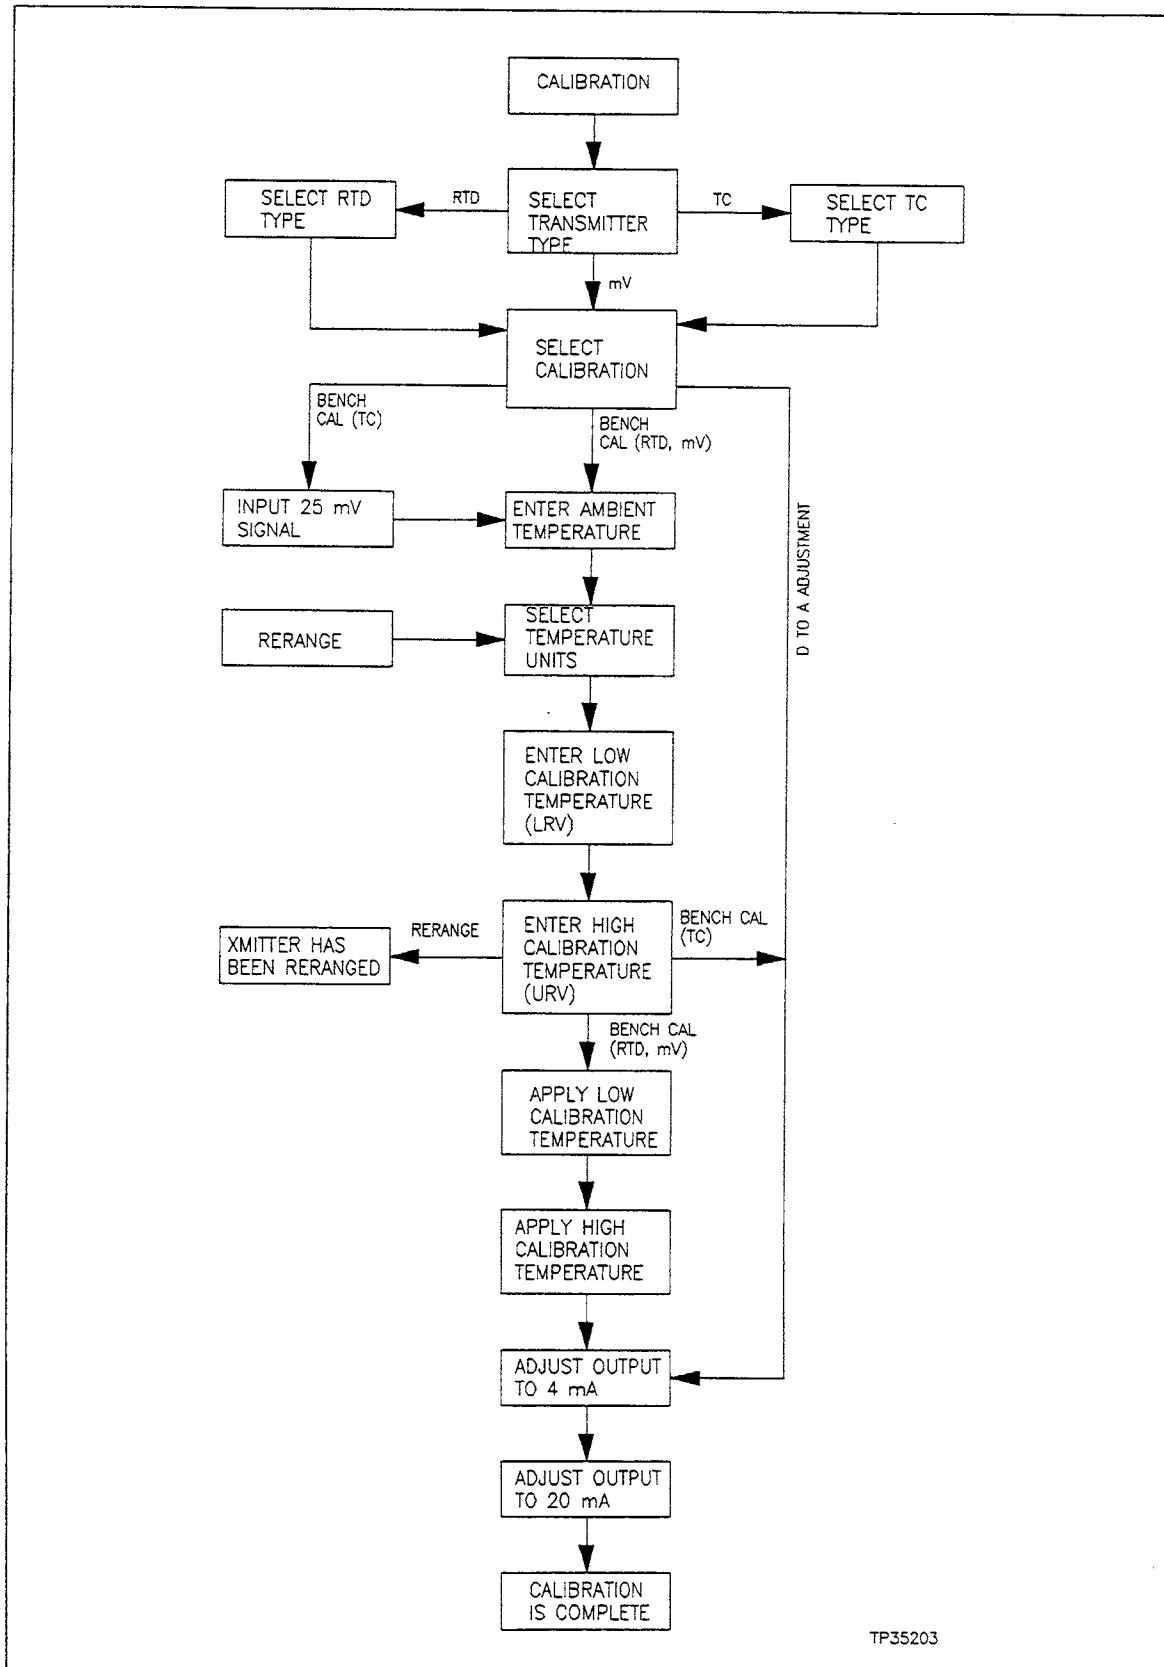 CALIBRATION
SELECT RTD
TYPE
RTD
SELECT
TRANSMITTER
TYPE
TC
SELECT TC
TYPE
mV
SELECT
CALIBRATION
BENCH
CAL (TC)
BENCH
CAL (RTD, mV)
INPUT 25 mV
SIGNAL
ENTER AMBIENT
TEMPERATURE
D TO A ADJUSTMENT
RERANGE
SELECT
TEMPERATURE
UNITS
ENTER LOW
CALIBRATION
TEMPERATURE
(LRV)
XMITTER HAS
BEEN RERANGED
RERANGE
ENTER HIGH
CALIBRATION
TEMPERATURE
(URV)
BENCH CAL
(TC)
BENCH CAL
(RTD, mV)
APPLY LOW
CALIBRATION
TEMPERATURE
APPLY HIGH
CALIBRATION
TEMPERATURE
ADJUST OUTPUT
TO 4 mA
ADJUST OUTPUT
TO 20 mA
CALIBRATION
IS COMPLETE
TP35203